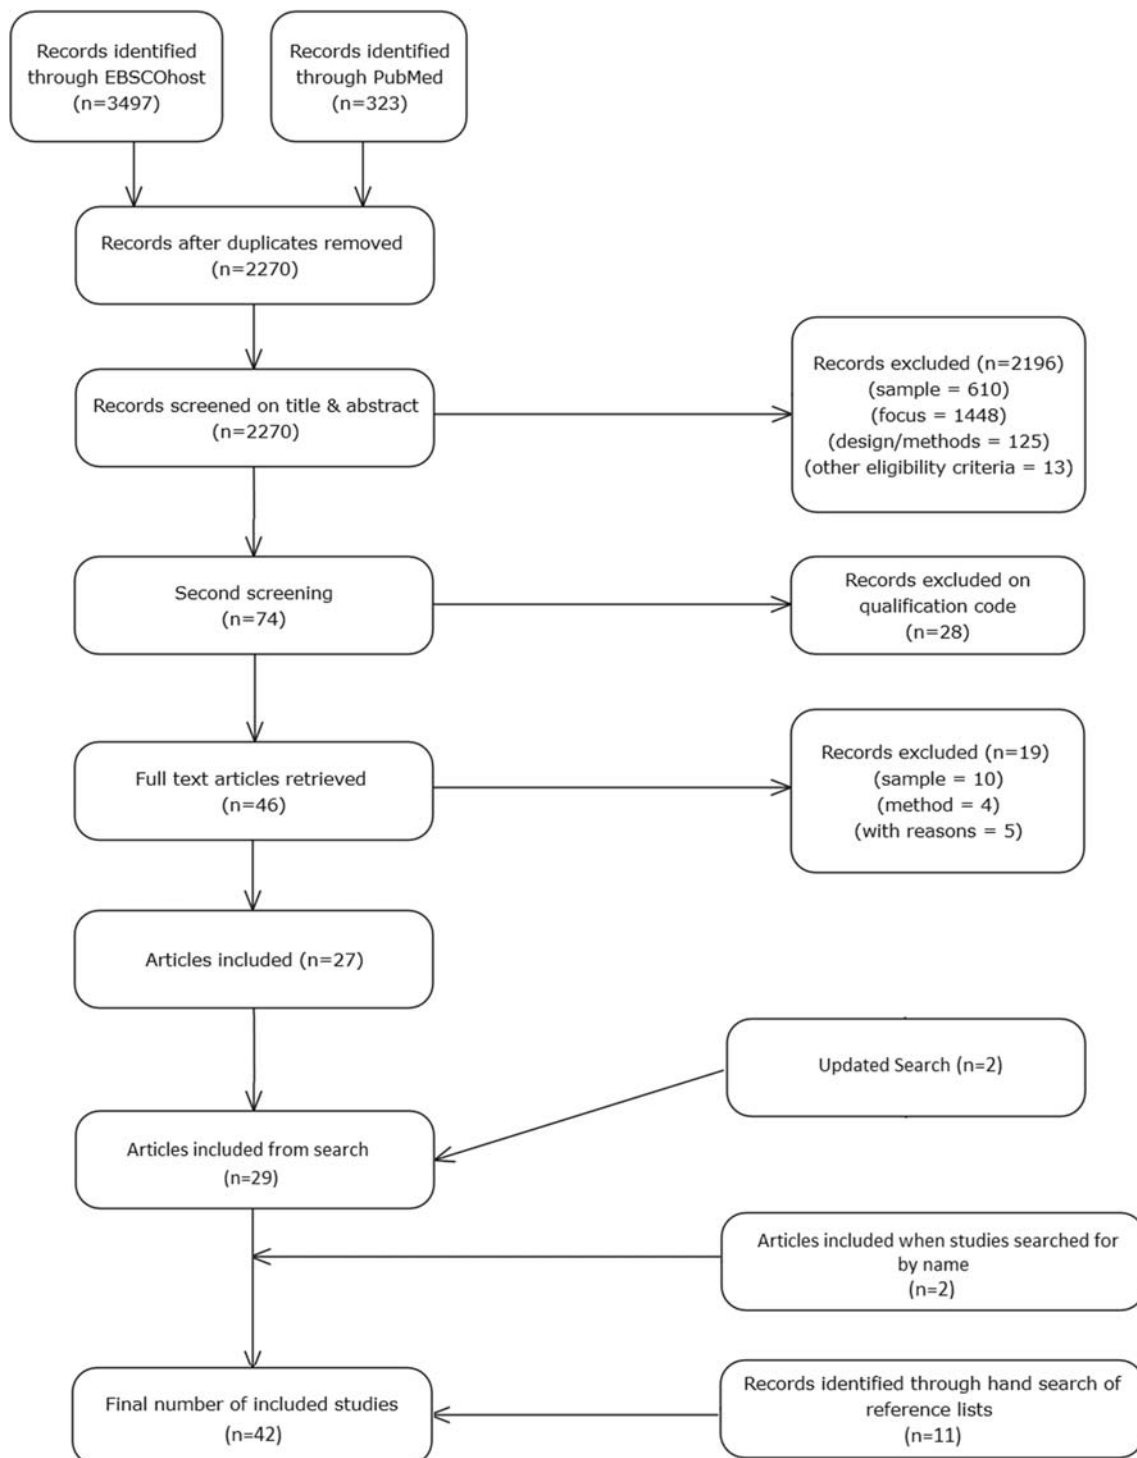 Records identified
through EBSCOhost
(n=3497)
Records identified
through PubMed
(n=323)
Records after duplicates removed
(n=2270)
Records screened on title & abstract
(n=2270)
Records excluded (n=2196)
(sample = 610)
(focus = 1448)
(design/methods = 125)
(other eligibility criteria = 13)
Second screening
(n=74)
Records excluded on
qualification code
(n=28)
Full text articles retrieved
(n=46)
Records excluded (n=19)
(sample = 10)
(method = 4)
(with reasons = 5)
Articles included (n=27)
Updated Search (n=2)
Articles included from search
(n=29)
Articles included when studies searched for
by name
(n=2)
Final number of included studies
(n=42)
Records identified through hand search of
reference lists
(n=11)